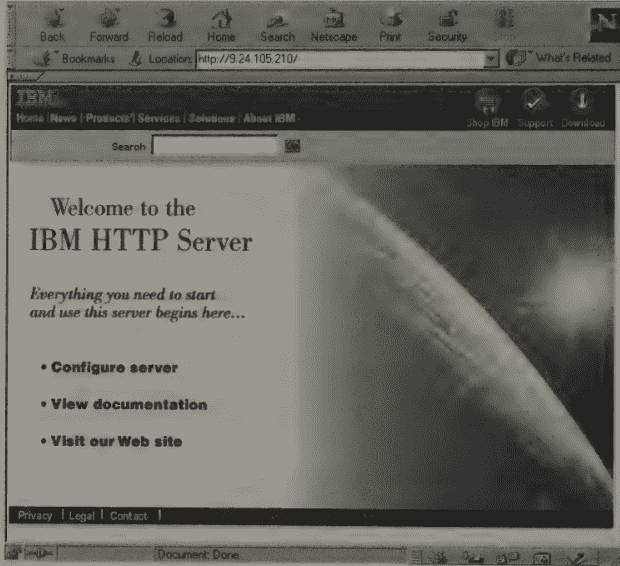 Back Forward Reload Home Search Netscape Print Security Stop
Bookmarks Location: http://9.24.105.210/ What's Related
IBM
Home | News | Products | Services | Solutions | About IBM
Shop IBM Support Download
Search
Welcome to the
IBM HTTP Server
Everything you need to start
and use this server begins here...
• Configure server
• View documentation
• Visit our Web site
Privacy | Legal | Contact |
Document: Done